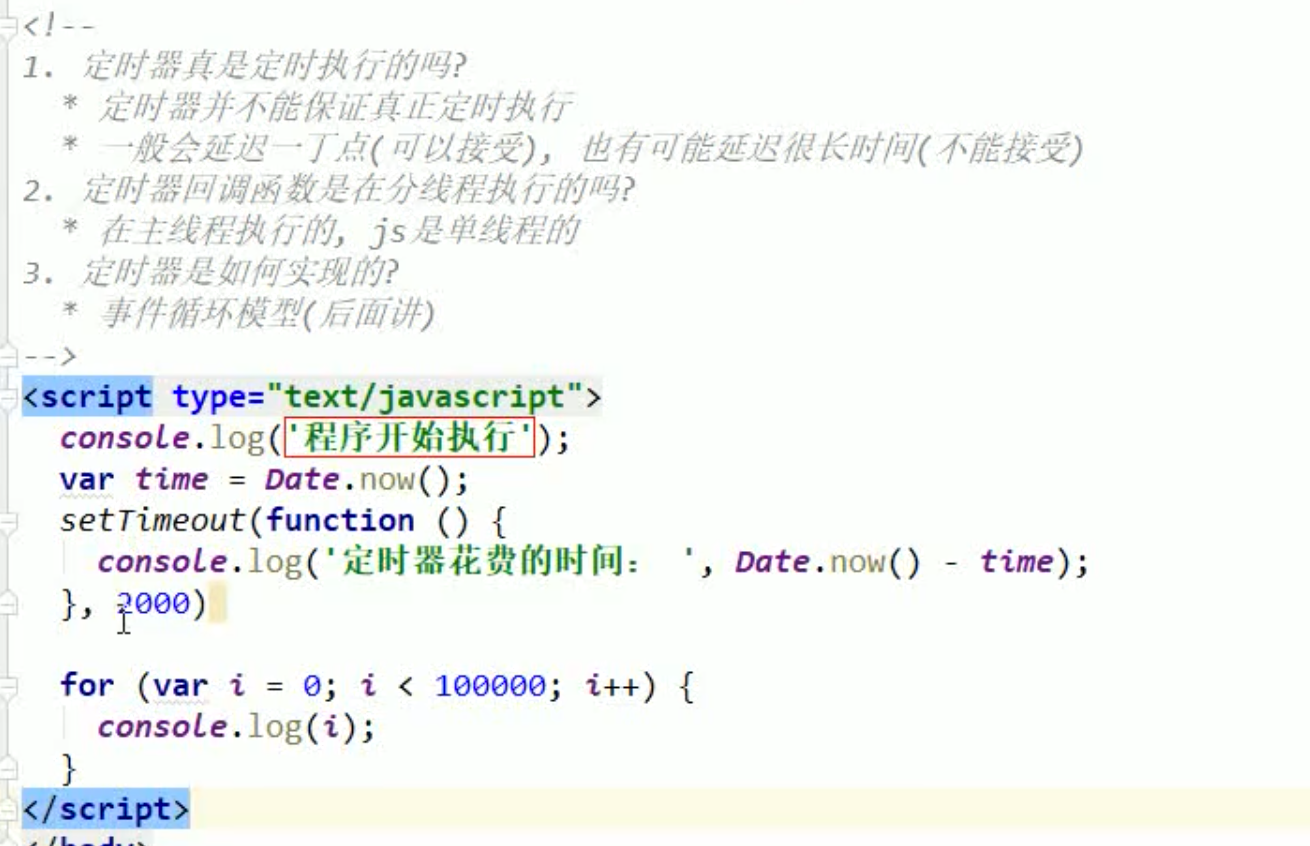 <!--
1. 定时器真是定时执行的吗?
* 定时器并不能保证真正定时执行
* 一般会延迟一丁点(可以接受), 也有可能延迟很长时间(不能接受)
2. 定时器回调函数是在分线程执行的吗?
* 在主线程执行的, js是单线程的
3. 定时器是如何实现的?
* 事件循环模型(后面讲)
-->
<script type="text/javascript">
console.log('程序开始执行');
var time = Date.now();
setTimeout(function () {
console.log('定时器花费的时间： ', Date.now() - time);
}, 2000)
for (var i = 0; i < 100000; i++) {
console.log(i);
}
</script>
</body>